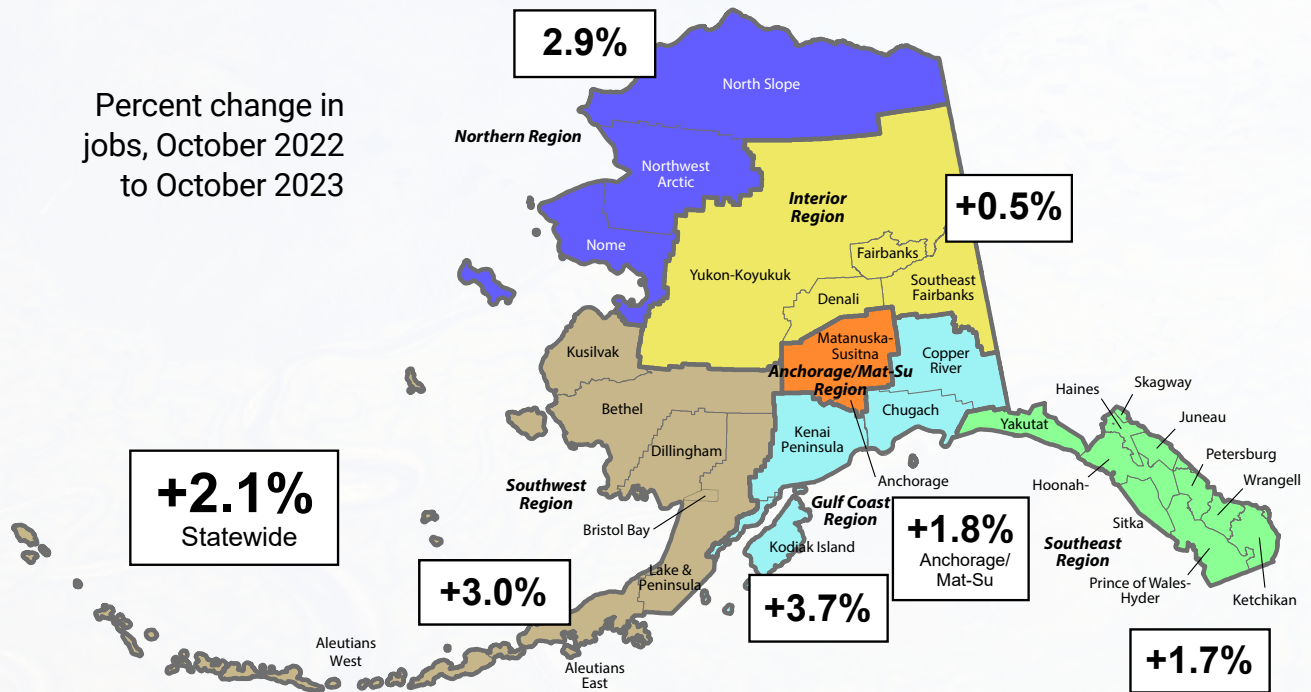 Percent change in
jobs, October 2022
to October 2023
2.9%
North Slope
Northern Region
Northwest
Arctic
Nome
Interior
Region
+0.5%
Fairbanks
Yukon-Koyukuk
Southeast
Fairbanks
Denali
Kusilvak
Matanuska-
Susitna
Copper
River
Anchorage/Mat-Su
Region
Bethel
Chugach
Kenai
Peninsula
Dillingham
Anchorage
Yakutat
Haines
Skagway
Juneau
Petersburg
Hoonah-
Wrangell
Sitka
Southeast
Region
Prince of Wales-
Hyder
Ketchikan
+2.1%
Statewide
Southwest
Region
Bristol Bay
Gulf Coast
Region
Kodiak Island
+1.8%
Anchorage/
Mat-Su
Lake &
Peninsula
+3.0%
+3.7%
+1.7%
Aleutians
West
Aleutians
East